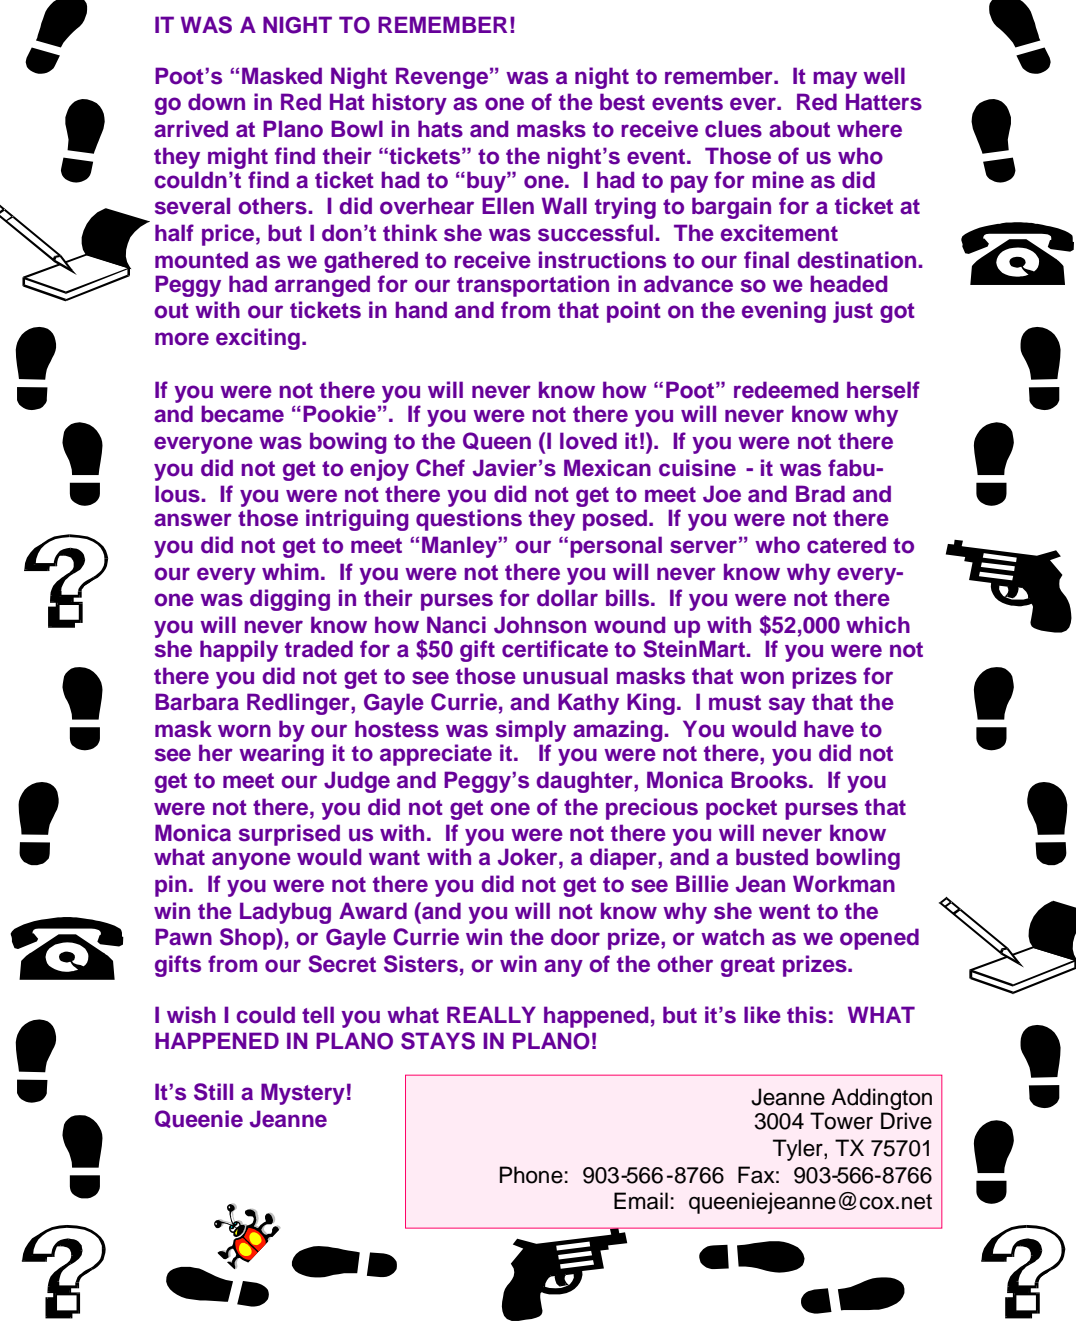 IT WAS A NIGHT TO REMEMBER!
Poot’s “Masked Night Revenge” was a night to remember.  It may well
go down in Red Hat history as one of the best events ever.  Red Hatters
arrived at Plano Bowl in hats and masks to receive clues about where
they might find their “tickets” to the night’s event.  Those of us who
couldn’t find a ticket had to “buy” one.  I had to pay for mine as did
several others.  I did overhear Ellen Wall trying to bargain for a ticket at
half price, but I don’t think she was successful.  The excitement
mounted as we gathered to receive instructions to our final destination.
Peggy had arranged for our transportation in advance so we headed
out with our tickets in hand and from that point on the evening just got
more exciting.
If you were not there you will never know how “Poot” redeemed herself
and became “Pookie”.  If you were not there you will never know why
everyone was bowing to the Queen (I loved it!).  If you were not there
you did not get to enjoy Chef Javier’s Mexican cuisine - it was fabu-
lous.  If you were not there you did not get to meet Joe and Brad and
answer those intriguing questions they posed.  If you were not there
you did not get to meet “Manley” our “personal server” who catered to
our every whim.  If you were not there you will never know why every-
one was digging in their purses for dollar bills.  If you were not there
you will never know how Nanci Johnson wound up with $52,000 which
she happily traded for a $50 gift certificate to SteinMart.  If you were not
there you did not get to see those unusual masks that won prizes for
Barbara Redlinger, Gayle Currie, and Kathy King.  I must say that the
mask worn by our hostess was simply amazing.  You would have to
see her wearing it to appreciate it.   If you were not there, you did not
get to meet our Judge and Peggy’s daughter, Monica Brooks.  If you
were not there, you did not get one of the precious pocket purses that
Monica surprised us with.  If you were not there you will never know
what anyone would want with a Joker, a diaper, and a busted bowling
pin.  If you were not there you did not get to see Billie Jean Workman
win the Ladybug Award (and you will not know why she went to the
Pawn Shop), or Gayle Currie win the door prize, or watch as we opened
gifts from our Secret Sisters, or win any of the other great prizes.
I wish I could tell you what REALLY happened, but it’s like this:  WHAT
HAPPENED IN PLANO STAYS IN PLANO!
It’s Still a Mystery!
Queenie Jeanne
Jeanne Addington
3004 Tower Drive
Tyler, TX 75701
Phone:  903-566-8766  Fax:  903-566-8766
Email:  queeniejeanne@cox.net